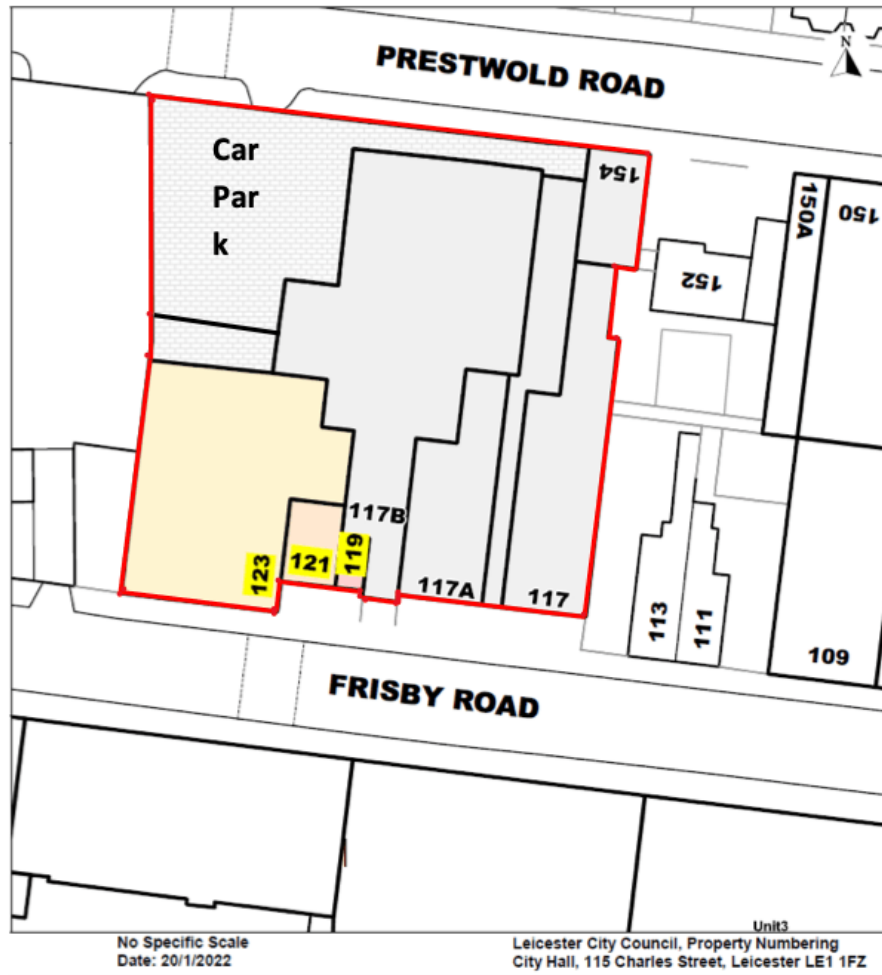 N
PRESTWOLD ROAD
Car
Par
k
154
150A
150
152
117B
119
121
123
117A
117
113
111
109
FRISBY ROAD
Unit3
No Specific Scale
Date: 20/1/2022
Leicester City Council, Property Numbering
City Hall, 115 Charles Street, Leicester LE1 1FZ